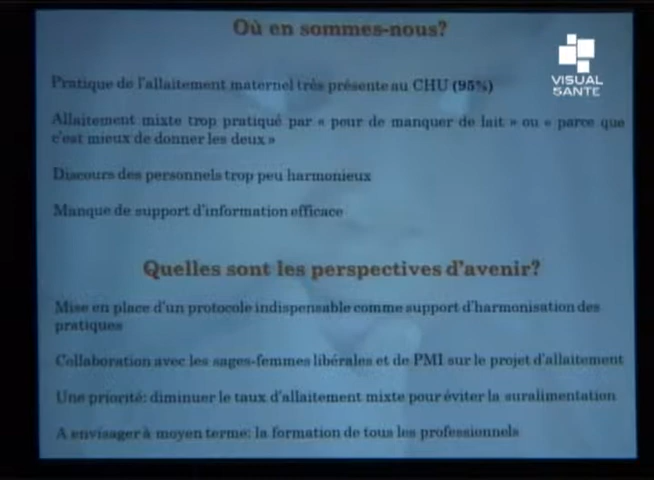 Où en sommes-nous?
VISUAL
SANTE
Pratique de l'allaitement maternel très présente au CHU (95%)
Allaitement mixte trop pratiqué par « peur de manquer de lait » ou « parce que
c'est mieux de donner les deux »
Discours des personnels trop peu harmonieux
Manque de support d'information efficace
Quelles sont les perspectives d'avenir?
Mise en place d'un protocole indispensable comme support d'harmonisation des
pratiques
Collaboration avec les sages-femmes libérales et de PMI sur le projet d'allaitement
Une priorité: diminuer le taux d'allaitement mixte pour éviter la suralimentation
A envisager à moyen terme: la formation de tous les professionnels